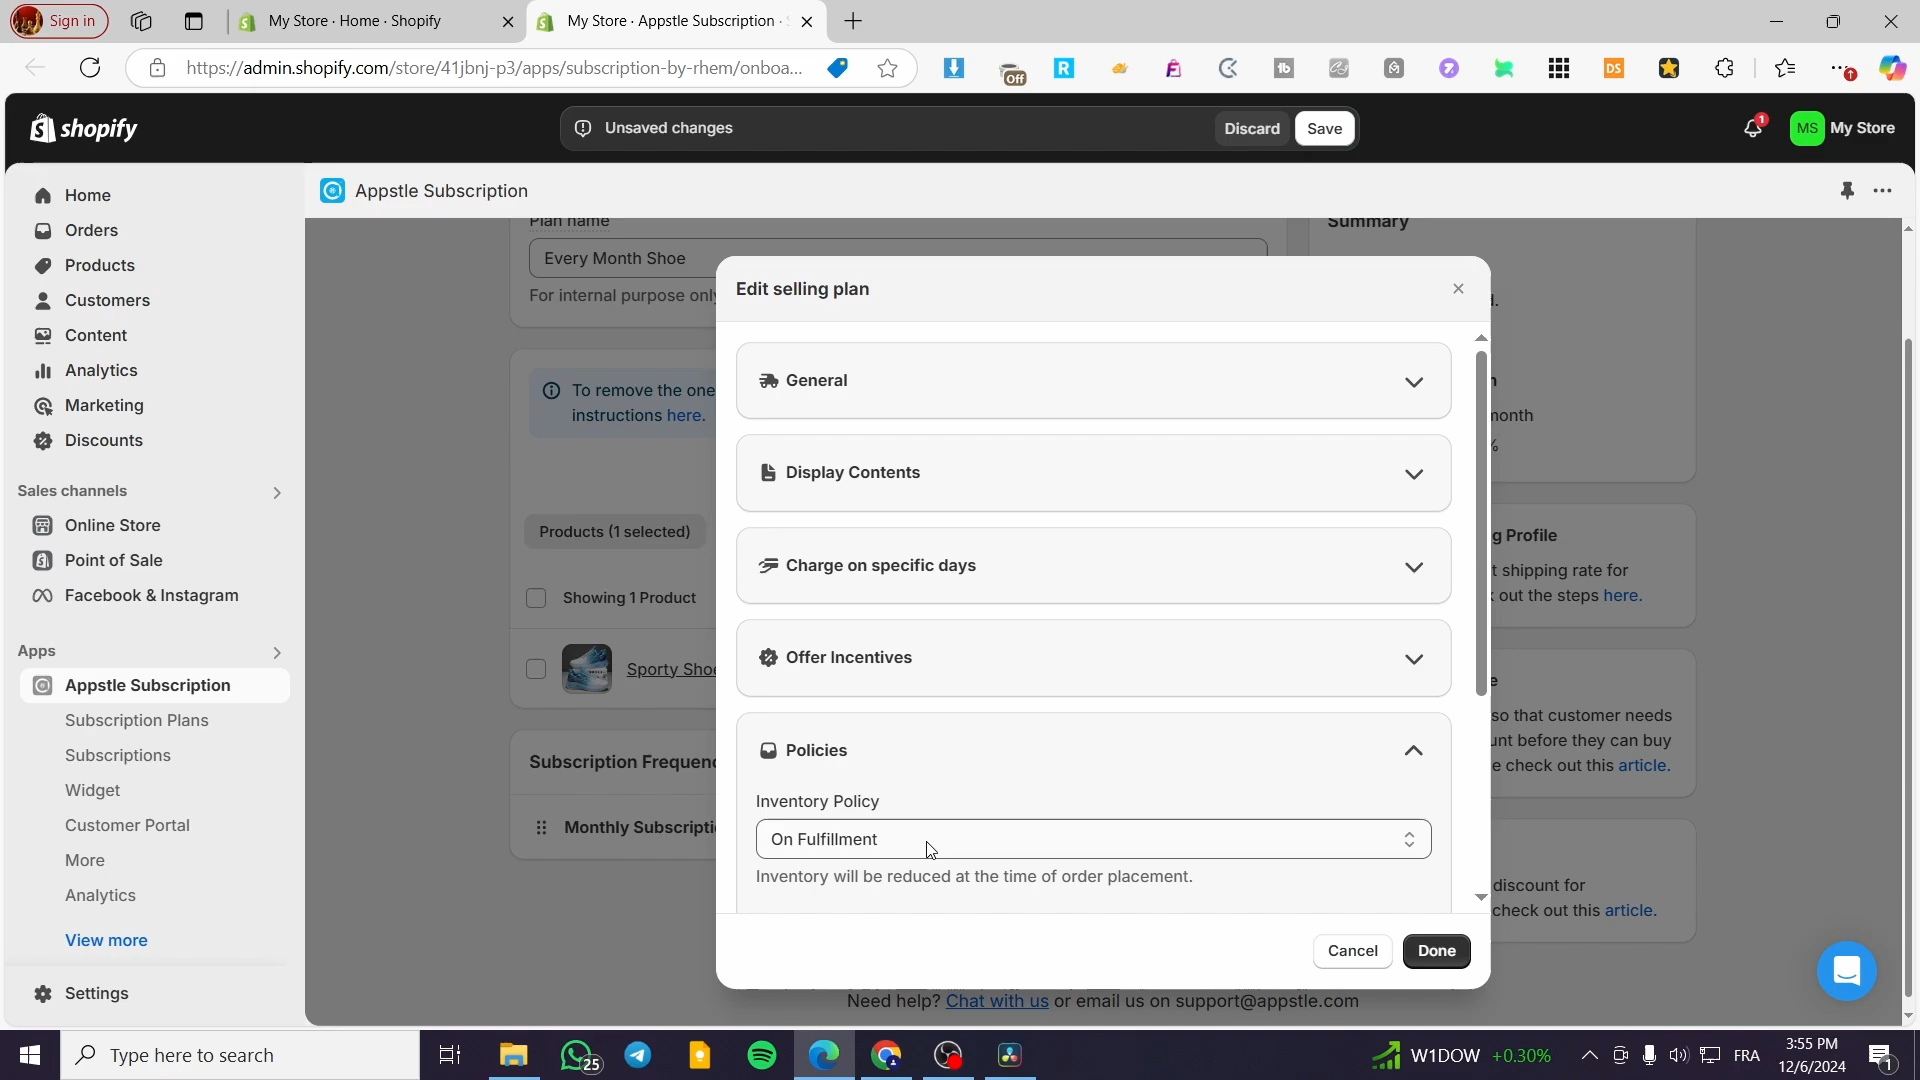 Sign in
My Store · Home · Shopify
My Store · Appstle Subscription ·
https://admin.shopify.com/store/41jbnj-p3/apps/subscription-by-rhem/onboa...
Off
R
tb
DS
shopify
Unsaved changes
Discard
Save
1
MS
My Store
Home
Orders
Products
Customers
Content
Analytics
Marketing
Discounts
Sales channels
Online Store
Point of Sale
Facebook & Instagram
Apps
Appstle Subscription
Subscription Plans
Subscriptions
Widget
Customer Portal
More
Analytics
View more
Settings
Appstle Subscription
Plan name
Every Month Shoe
For internal purpose only
To remove the one
instructions here.
Products (1 selected)
Showing 1 Product
Sporty Shoe
Subscription Frequenc
Monthly Subscripti
Summary
month
%
g Profile
t shipping rate for
out the steps here.
so that customer needs
unt before they can buy
e check out this article.
discount for
check out this article.
Edit selling plan
General
Display Contents
Charge on specific days
Offer Incentives
Policies
Inventory Policy
On Fulfillment
Inventory will be reduced at the time of order placement.
Cancel
Done
Need help? Chat with us or email us on support@appstle.com
Type here to search
25
W1DOW +0.30%
FRA
3:55 PM
12/6/2024
1